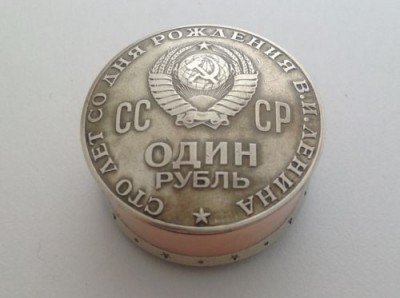 СТО ЛЕТ СО ДНЯ РОЖДЕНИЯ В.И.ЛЕНИНА
СС СР
ОДИН
РУБЛЬ